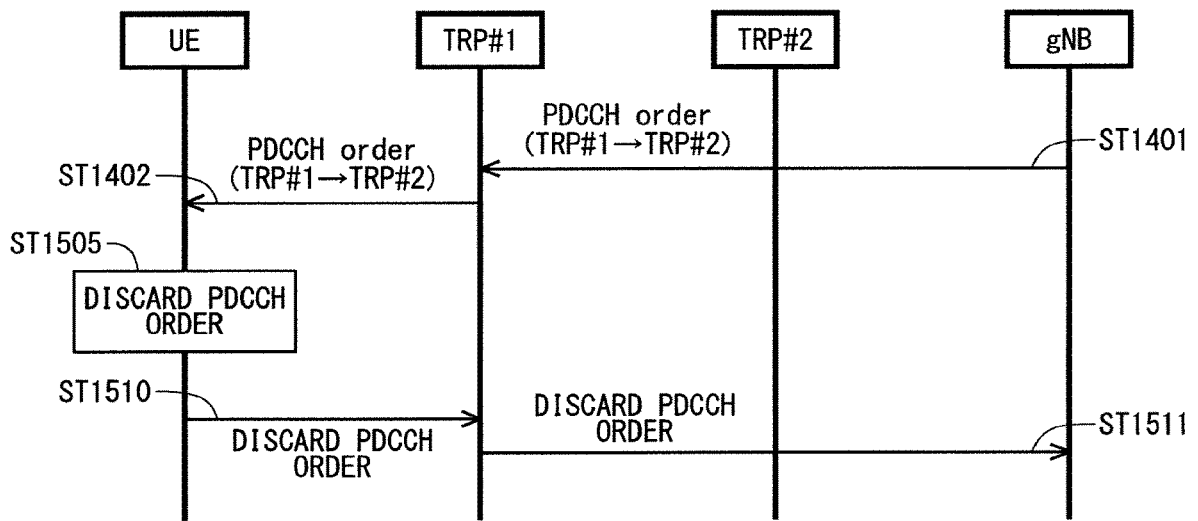 UE
TRP#1
TRP#2
gNB
PDCCH order
(TRP#1→TRP#2)
ST1401
PDCCH order
(TRP#1→TRP#2)
ST1402
ST1505
DISCARD PDCCH
ORDER
ST1510
DISCARD PDCCH
ORDER
DISCARD PDCCH
ORDER
ST1511